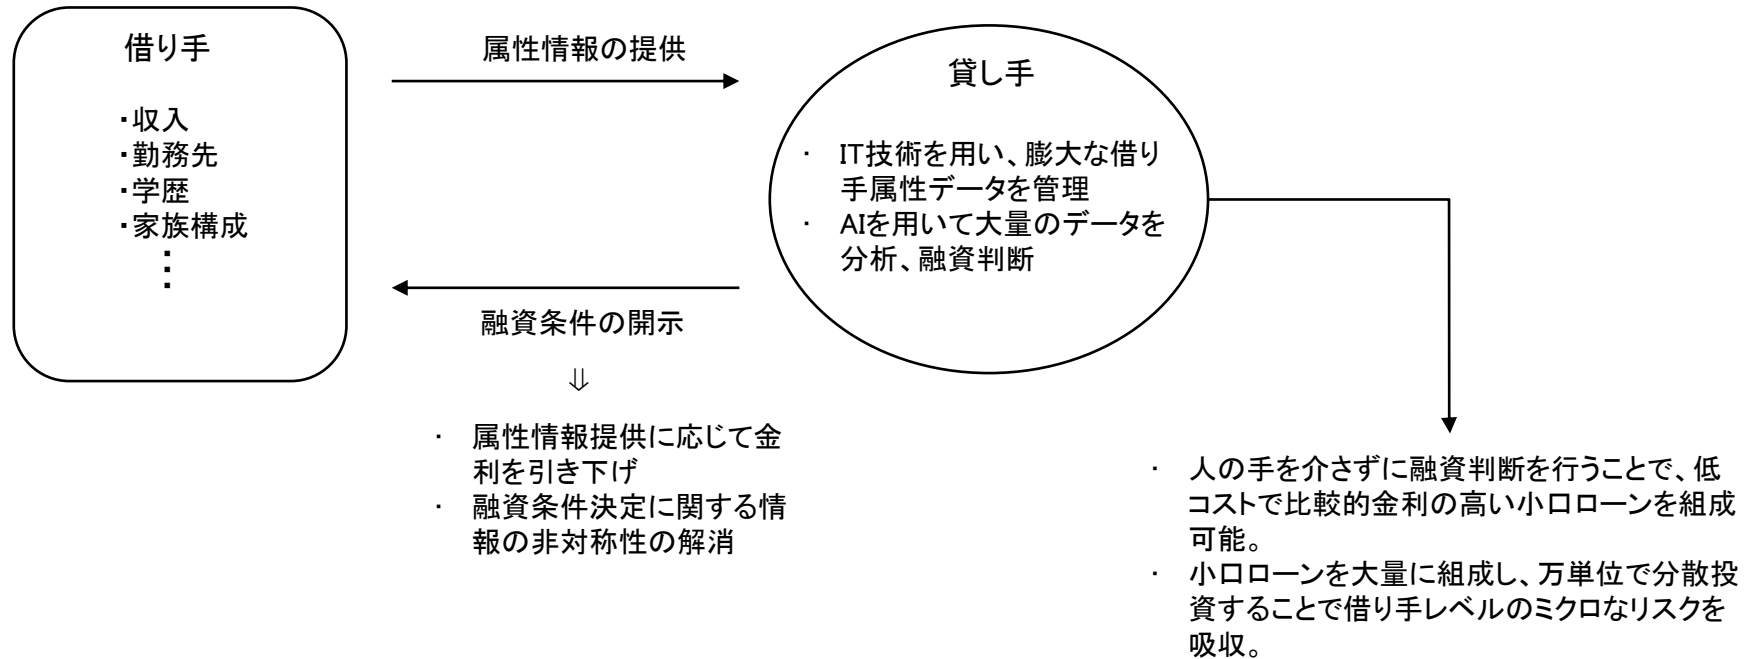 借り手
・収入
・勤務先
・学歴
・家族構成
⋮
属性情報の提供
貸し手
・ IT技術を用い、膨大な借り
手属性データを管理
・ AIを用いて大量のデータを
分析、融資判断
融資条件の開示
⇓
・ 属性情報提供に応じて金
利を引き下げ
・ 融資条件決定に関する情
報の非対称性の解消
・ 人の手を介さずに融資判断を行うことで、低
コストで比較的金利の高い小口ローンを組成
可能。
・ 小口ローンを大量に組成し、万単位で分散投
資することで借り手レベルのミクロなリスクを
吸収。